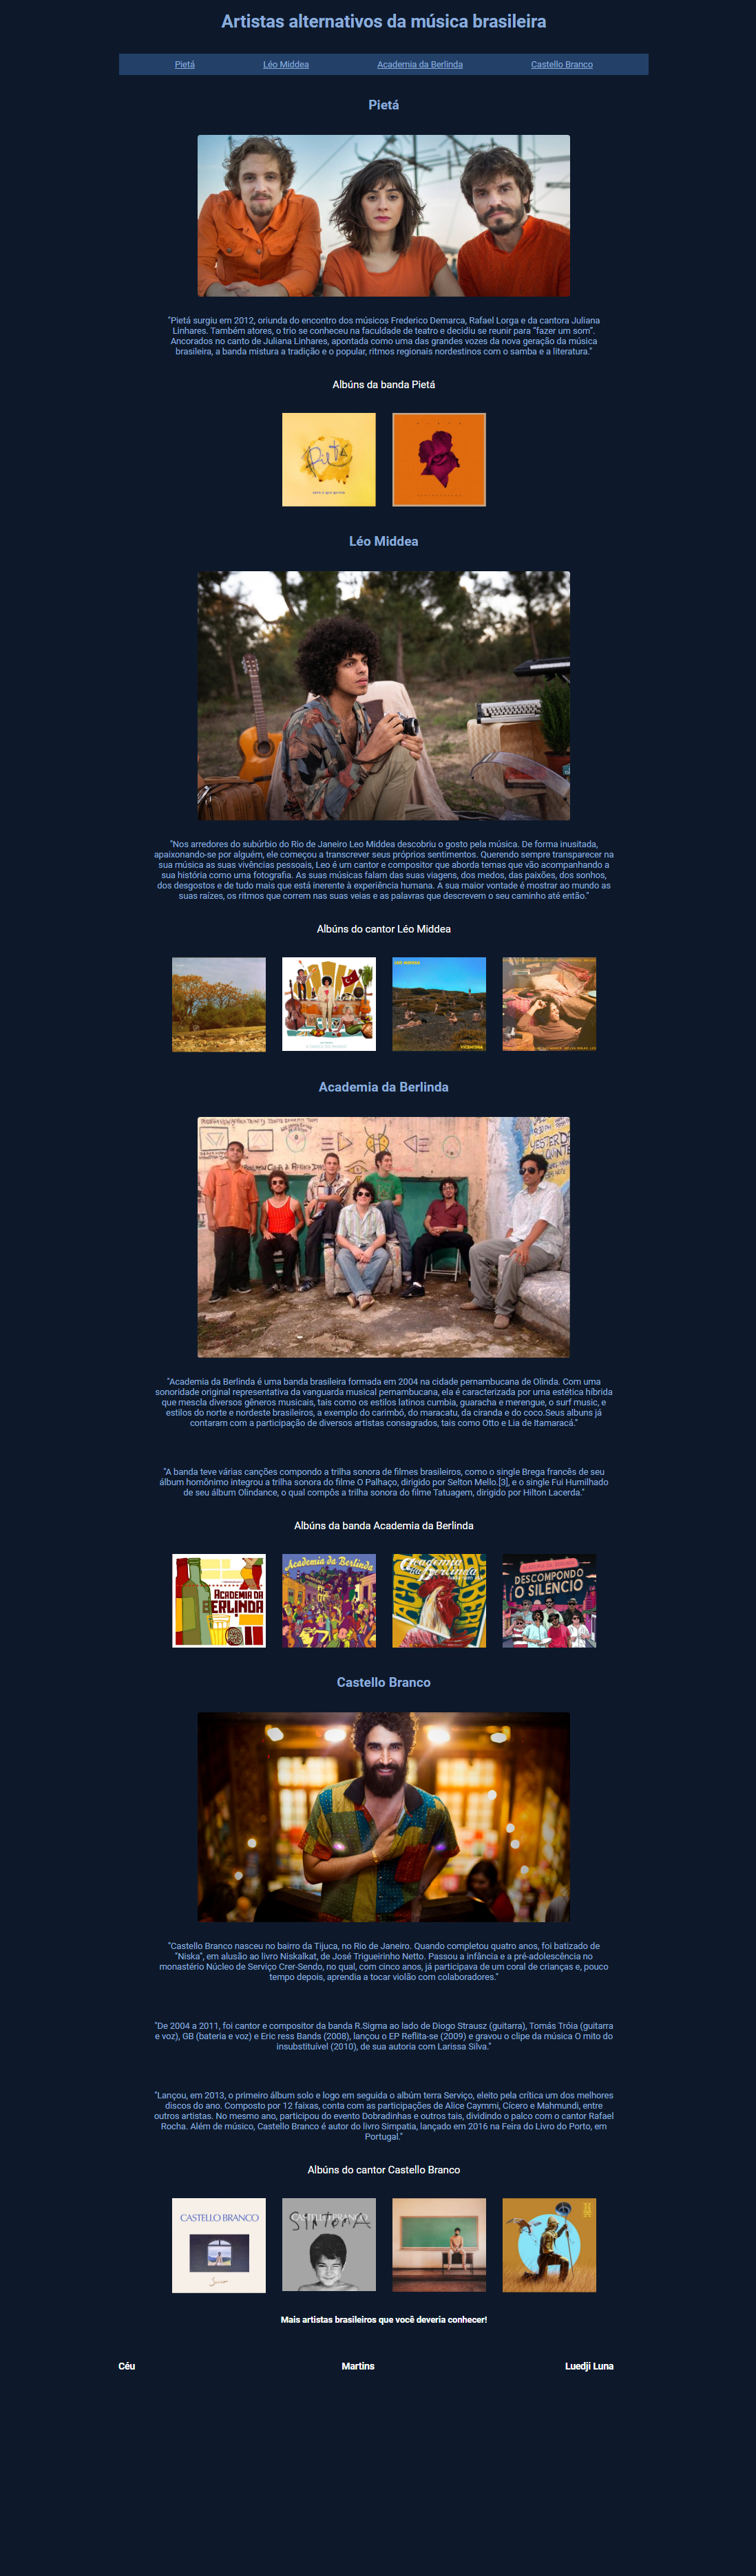 Artistas alternativos da música brasileira
Pietá Léo Middea Academia da Berlinda Castello Branco
Pietá
"Pietá surgiu em 2012, oriunda do encontro dos músicos Frederico Demarca, Rafael Lorga e da cantora Juliana
Linhares. Também atores, o trio se conheceu na faculdade de teatro e decidiu se reunir para “fazer um som”.
Ancorados no canto de Juliana Linhares, apontada como uma das grandes vozes da nova geração da música
brasileira, a banda mistura a tradição e o popular, ritmos regionais nordestinos com o samba e a literatura."
Albúns da banda Pietá
Pietá
Léo Middea
"Nos arredores do subúrbio do Rio de Janeiro Leo Middea descobriu o gosto pela música. De forma inusitada,
apaixonando-se por alguém, ele começou a transcrever seus próprios sentimentos. Querendo sempre transparecer na
sua música as suas vivências pessoais, Leo é um cantor e compositor que aborda temas que vão acompanhando a
sua história como uma fotografia. As suas músicas falam das suas viagens, dos medos, das paixões, dos sonhos,
dos desgostos e de tudo mais que está inerente à experiência humana. A sua maior vontade é mostrar ao mundo as
suas raízes, os ritmos que correm nas suas veias e as palavras que descrevem o seu caminho até então."
Albúns do cantor Léo Middea
LEO MIDDEA
VICENTINA
Academia da Berlinda
YESTERD
"Academia da Berlinda é uma banda brasileira formada em 2004 na cidade pernambucana de Olinda. Com uma
sonoridade original representativa da vanguarda musical pernambucana, ela é caracterizada por uma estética híbrida
que mescla diversos gêneros musicais, tais como os estilos latinos cumbia, guaracha e merengue, o surf music, e
estilos do norte e nordeste brasileiros, a exemplo do carimbó, do maracatu, da ciranda e do coco.Seus albuns já
contaram com a participação de diversos artistas consagrados, tais como Otto e Lia de Itamaracá."
"A banda teve várias canções compondo a trilha sonora de filmes brasileiros, como o single Brega francês de seu
álbum homônimo integrou a trilha sonora do filme O Palhaço, dirigido por Selton Mello.[3], e o single Fui Humilhado
de seu álbum Olindance, o qual compôs a trilha sonora do filme Tatuagem, dirigido por Hilton Lacerda."
Albúns da banda Academia da Berlinda
ACADEMIA DA
BERLINDA
Academia da Berlinda
Academia
da Berlinda
DESCOMPONDO
O SILÊNCIO
Castello Branco
"Castello Branco nasceu no bairro da Tijuca, no Rio de Janeiro. Quando completou quatro anos, foi batizado de
"Niska", em alusão ao livro Niskalkat, de José Trigueirinho Netto. Passou a infância e a pré-adolescência no
monastério Núcleo de Serviço Crer-Sendo, no qual, com cinco anos, já participava de um coral de crianças e, pouco
tempo depois, aprendia a tocar violão com colaboradores."
"De 2004 a 2011, foi cantor e compositor da banda R.Sigma ao lado de Diogo Strausz (guitarra), Tomás Tróia (guitarra
e voz), GB (bateria e voz) e Eric ress Bands (2008), lançou o EP Reflita-se (2009) e gravou o clipe da música O mito do
insubstituível (2010), de sua autoria com Larissa Silva."
"Lançou, em 2013, o primeiro álbum solo e logo em seguida o albúm terra Serviço, eleito pela crítica um dos melhores
discos do ano. Composto por 12 faixas, conta com as participações de Alice Caymmi, Cícero e Mahmundi, entre
outros artistas. No mesmo ano, participou do evento Dobradinhas e outros tais, dividindo o palco com o cantor Rafael
Rocha. Além de músico, Castello Branco é autor do livro Simpatia, lançado em 2016 na Feira do Livro do Porto, em
Portugal."
Albúns do cantor Castello Branco
CASTELLO BRANCO
CASTELLO BRANCO
SINTOMA
Mais artistas brasileiros que você deveria conhecer!
Céu Martins Luedji Luna